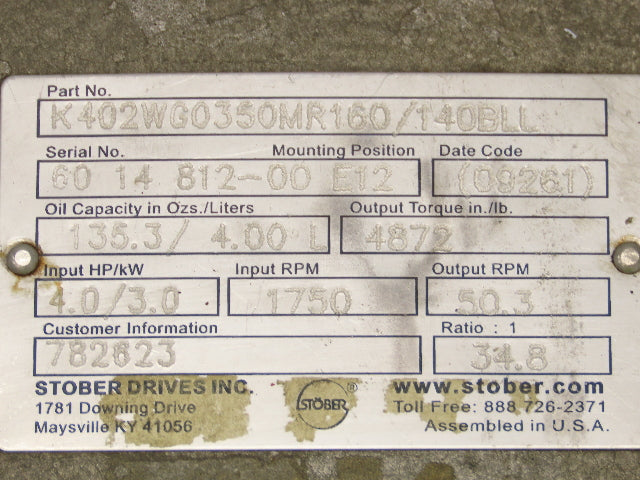 Part No.
K402WG0350MR160/140BLL
Serial No. Mounting Position Date Code
60 14 812-00 E12 (09261)
Oil Capacity in Ozs./Liters Output Torque in./lb.
135.3/ 4.00 L 4872
Input HP/kW Input RPM Output RPM
4.0/3.0 1750 50.3
Customer Information Ratio : 1
782623 34.8
STOBER DRIVES INC. STÖBER ® www.stober.com
1781 Downing Drive Toll Free: 888 726-2371
Maysville KY 41056 Assembled in U.S.A.